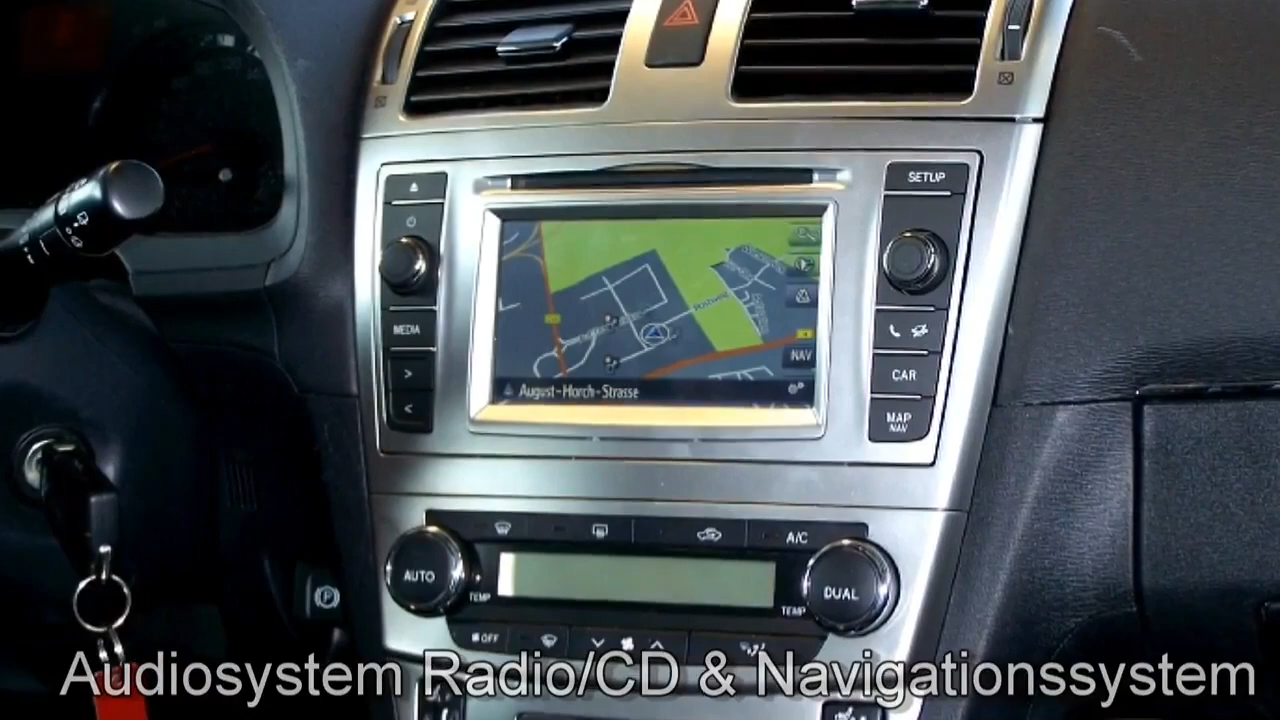 SETUP
MEDIA
NAV
CAR
August-Horch-Strasse
MAP
NAV
A/C
AUTO
DUAL
TEMP
TEMP
OFF
Audiosystem Radio/CD & Navigationssystem